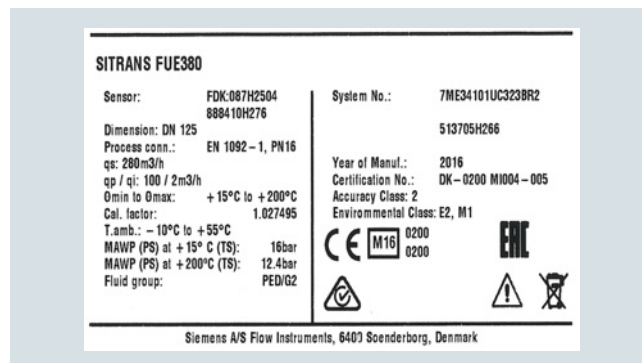 SITRANS FUE380
Sensor: FDK:087H2504
888410H276
Dimension: DN 125
Process conn.: EN 1092–1, PN16
qs: 280m3/h
qp / qi: 100 / 2m3/h
Θmin to Θmax: +15°C to +200°C
Cal. factor: 1.027495
T.amb.: –10°C to +55°C
MAWP (PS) at +15° C (TS): 16bar
MAWP (PS) at +200°C (TS): 12.4bar
Fluid group: PED/G2
System No.: 7ME34101UC323BR2
513705H266
Year of Manuf.: 2016
Certification No.: DK–0200 MI004–005
Accuracy Class: 2
Environmental Class: E2, M1
CE M16 0200
0200
EAC
Siemens A/S Flow Instruments, 6400 Soenderborg, Denmark